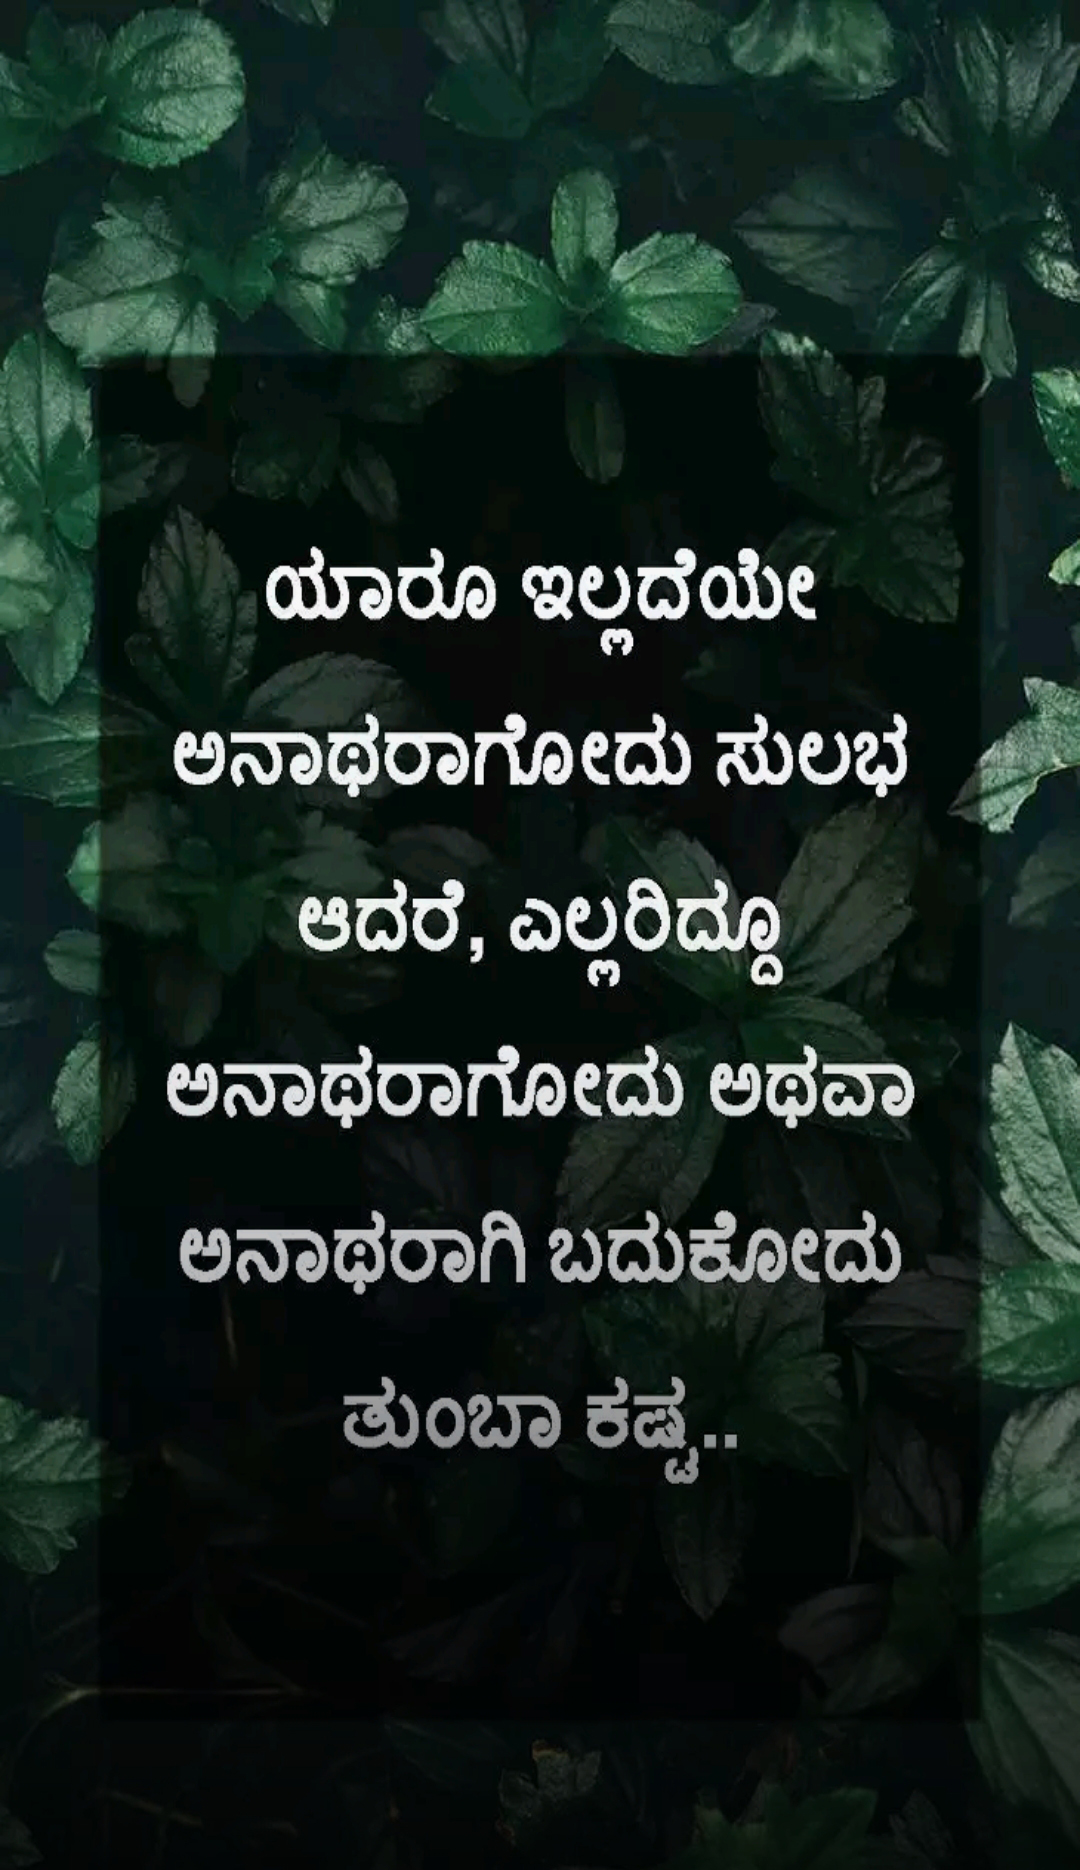 ಯಾರೂ ಇಲ್ಲದೆಯೇ
ಅನಾಥರಾಗೋದು ಸುಲಭ
ಆದರೆ, ಎಲ್ಲರಿದ್ದೂ
ಅನಾಥರಾಗೋದು ಅಥವಾ
ಅನಾಥರಾಗಿ ಬದುಕೋದು
ತುಂಬಾ ಕಷ್ಟ..